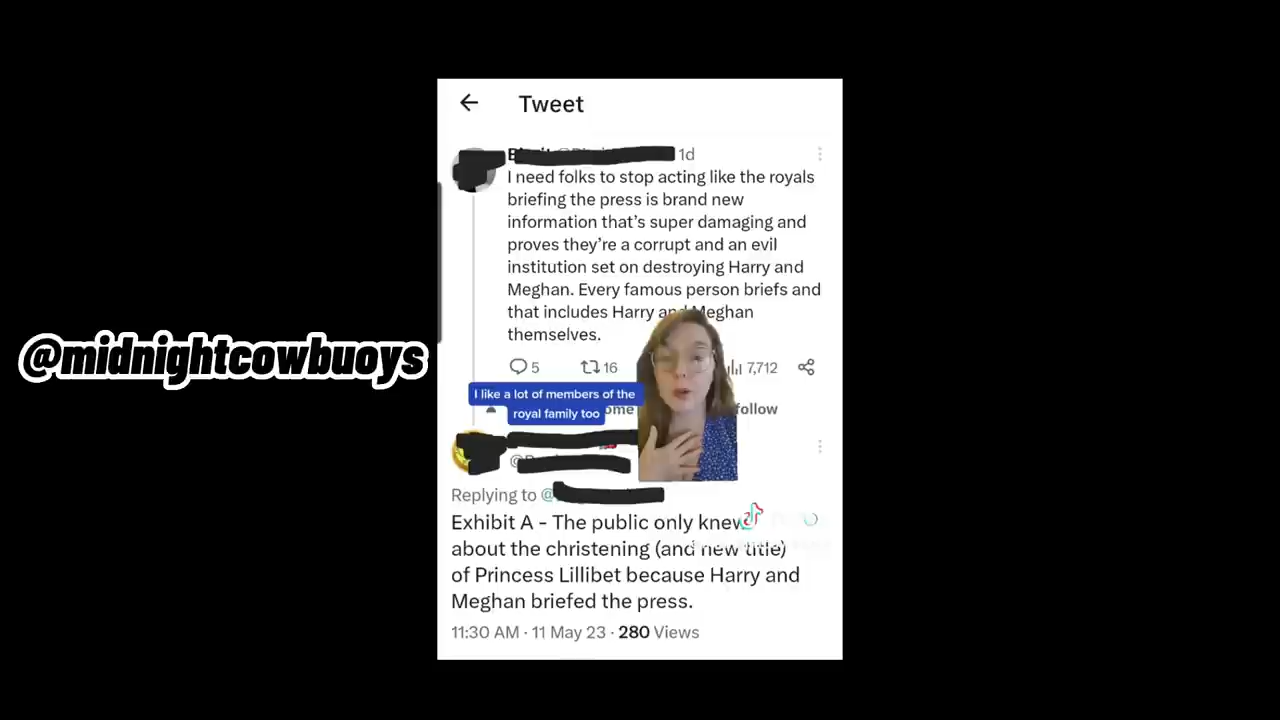 Tweet
1d
I need folks to stop acting like the royals
briefing the press is brand new
information that's super damaging and
proves they're a corrupt and an evil
institution set on destroying Harry and
Meghan. Every famous person briefs and
that includes Harry and Meghan
themselves.
5 16 7,712
@midnightcowbuoys
I like a lot of members of the
royal family too
follow
@
Replying to @
Exhibit A - The public only knew
about the christening (and new title)
of Princess Lillibet because Harry and
Meghan briefed the press.
11:30 AM · 11 May 23 · 280 Views